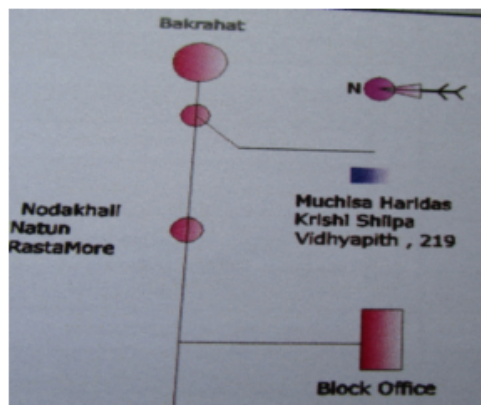 Bakrahat
N
Nodakhali
Natun
RastaMore
Muchisa Haridas
Krishi Shilpa
Vidhyapith , 219
Block Office